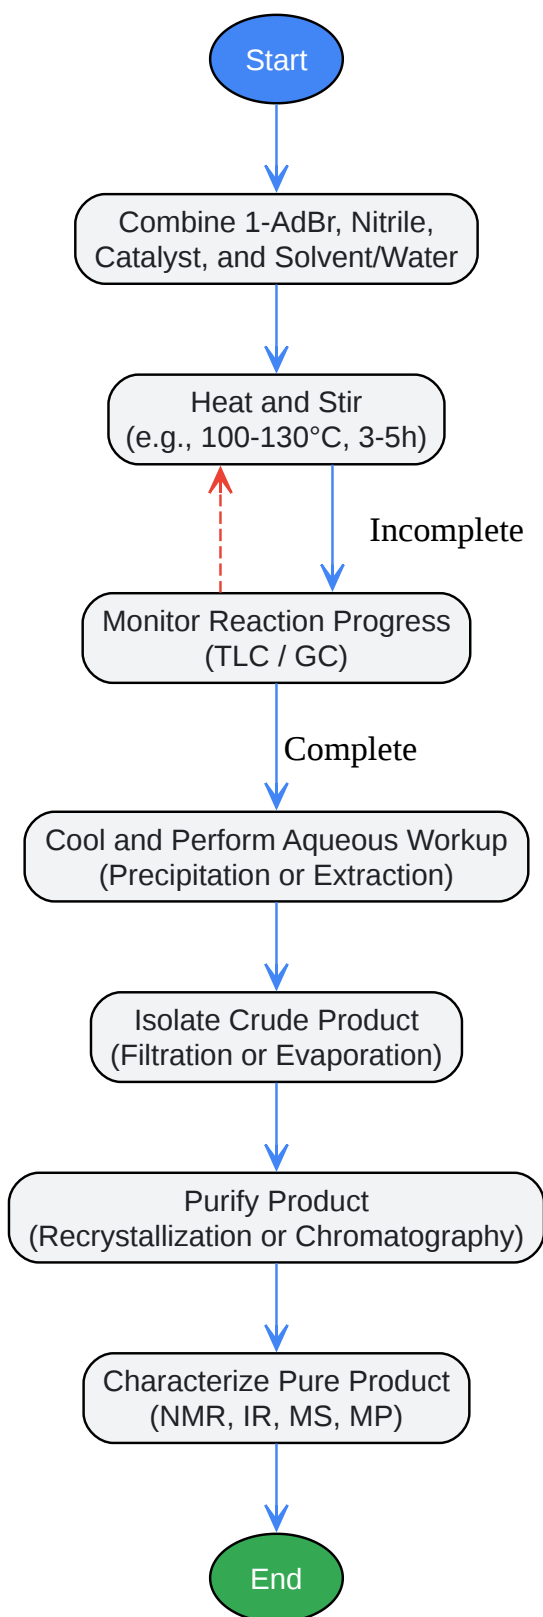 Start
Combine 1-AdBr, Nitrile,
Catalyst, and Solvent/Water
Heat and Stir
(e.g., 100-130°C, 3-5h)
Incomplete
Monitor Reaction Progress
(TLC / GC)
Complete
Cool and Perform Aqueous Workup
(Precipitation or Extraction)
Isolate Crude Product
(Filtration or Evaporation)
Purify Product
(Recrystallization or Chromatography)
Characterize Pure Product
(NMR, IR, MS, MP)
End